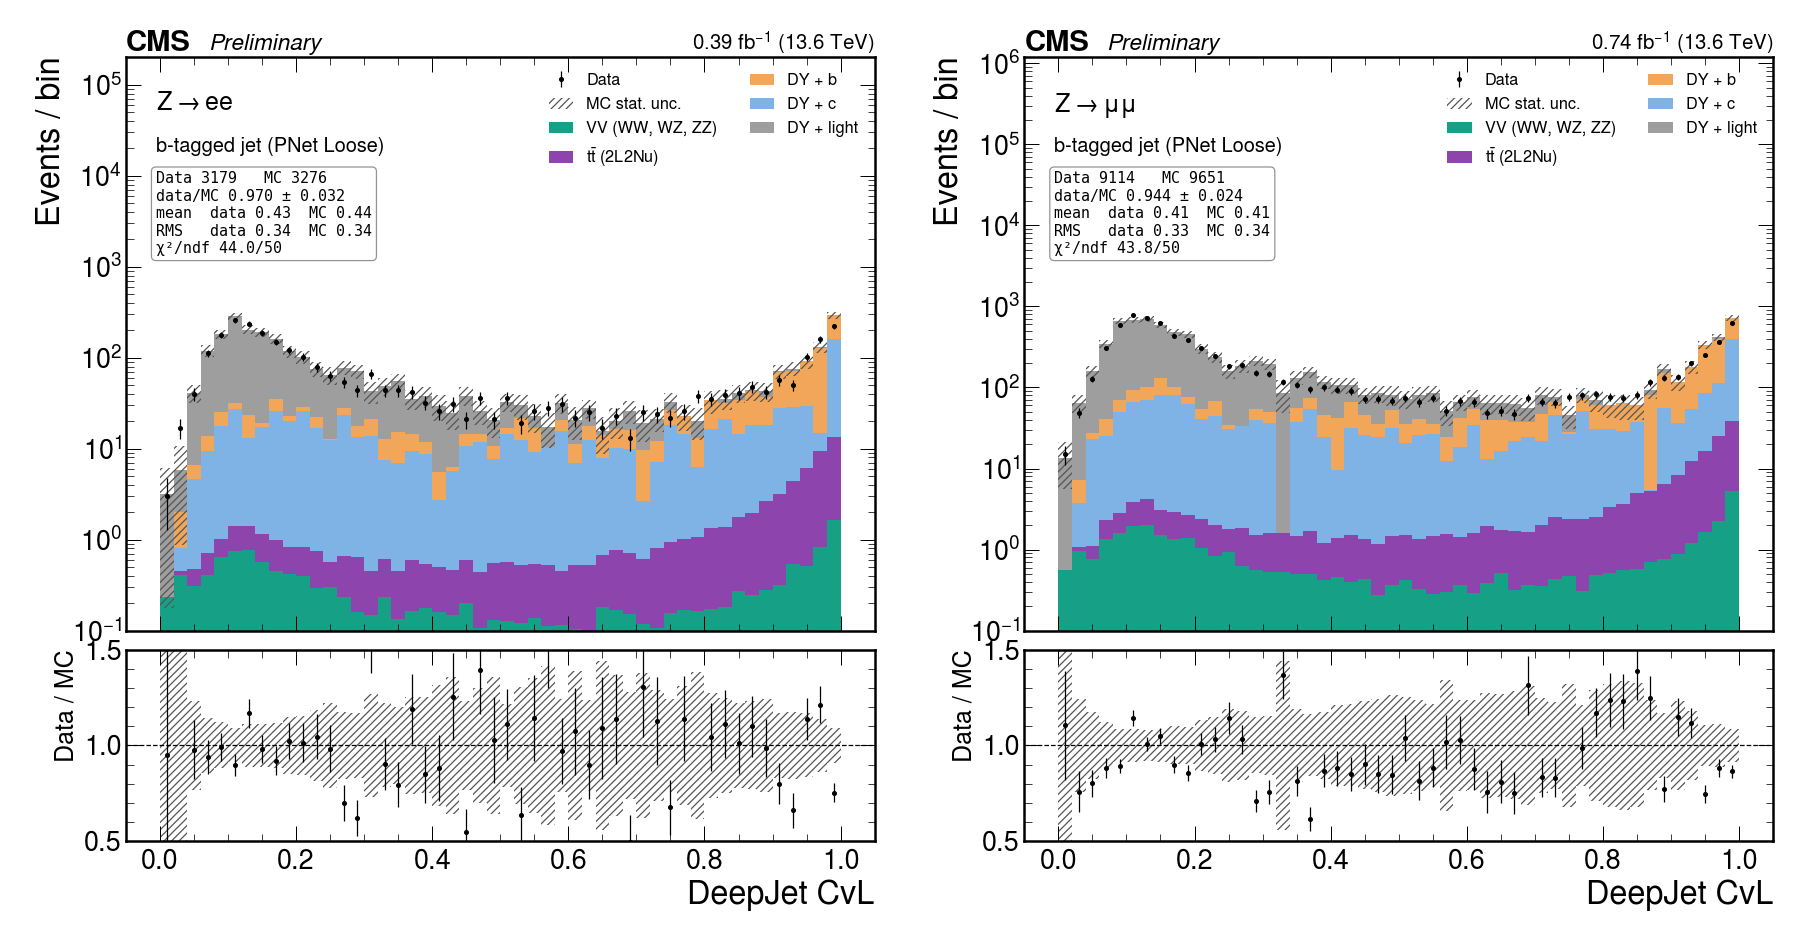 CMS Preliminary 0.39 fb⁻¹ (13.6 TeV)
Events / bin
10⁵
10⁴
10³
10²
10¹
10⁰
10⁻¹
Z → ee
b-tagged jet (PNet Loose)
Data 3179 MC 3276
data/MC 0.970 ± 0.032
mean data 0.43 MC 0.44
RMS data 0.34 MC 0.34
χ²/ndf 44.0/50
Data
MC stat. unc.
VV (WW, WZ, ZZ)
tt̄ (2L2Nu)
DY + b
DY + c
DY + light
Data / MC
1.5
1.0
0.5
0.0 0.2 0.4 0.6 0.8 1.0
DeepJet CvL
CMS Preliminary 0.74 fb⁻¹ (13.6 TeV)
Events / bin
10⁶
10⁵
10⁴
10³
10²
10¹
10⁰
10⁻¹
Z → μμ
b-tagged jet (PNet Loose)
Data 9114 MC 9651
data/MC 0.944 ± 0.024
mean data 0.41 MC 0.41
RMS data 0.33 MC 0.34
χ²/ndf 43.8/50
Data
MC stat. unc.
VV (WW, WZ, ZZ)
tt̄ (2L2Nu)
DY + b
DY + c
DY + light
Data / MC
1.5
1.0
0.5
0.0 0.2 0.4 0.6 0.8 1.0
DeepJet CvL